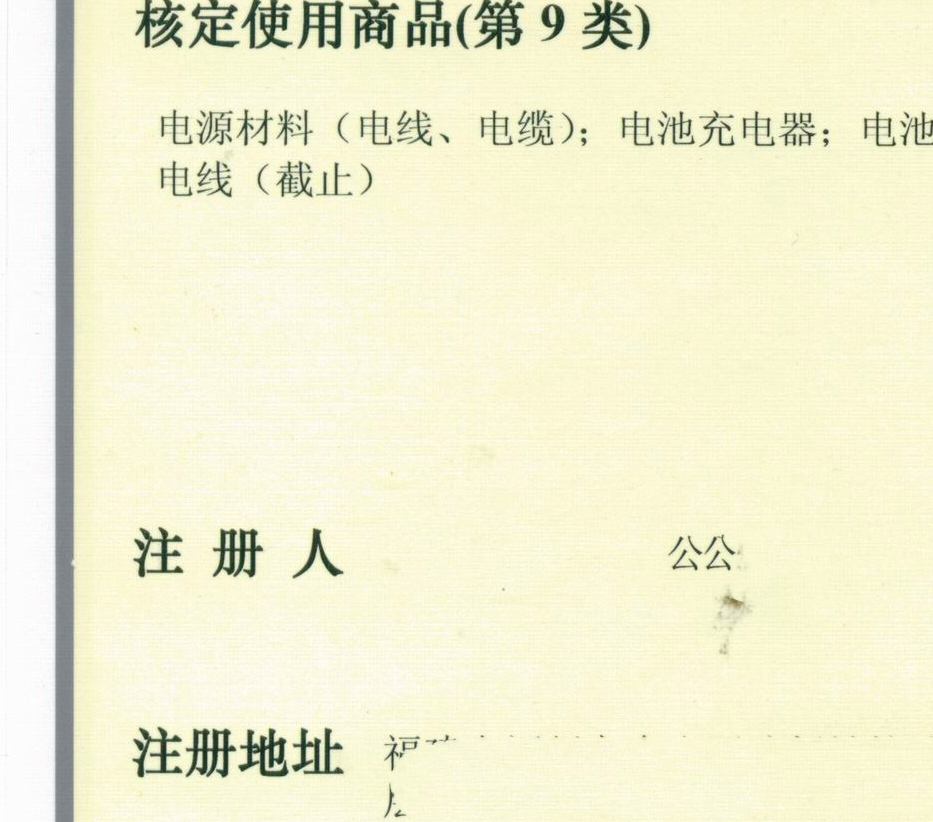 核定使用商品(第 9 类)
电源材料（电线、电缆）；电池充电器；电池
电线（截止）
注 册 人 公公
注册地址 福